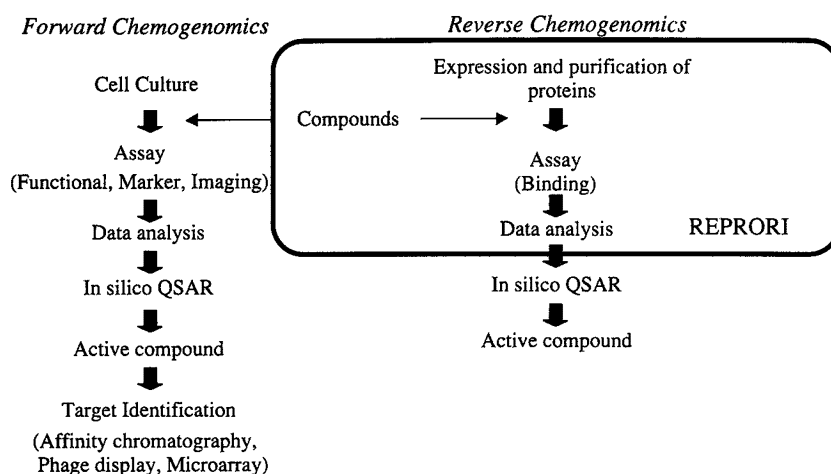 Forward Chemogenomics
Reverse Chemogenomics
Cell Culture
Assay
(Functional, Marker, Imaging)
Data analysis
In silico QSAR
Active compound
Target Identification
(Affinity chromatography,
Phage display, Microarray)
Compounds
Expression and purification of
proteins
Assay
(Binding)
Data analysis
REPRORI
In silico QSAR
Active compound